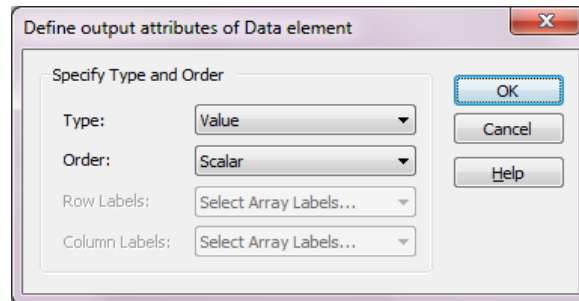 Define output attributes of Data element
Specify Type and Order
Type: Value
Order: Scalar
Row Labels: Select Array Labels...
Column Labels: Select Array Labels...
OK
Cancel
Help